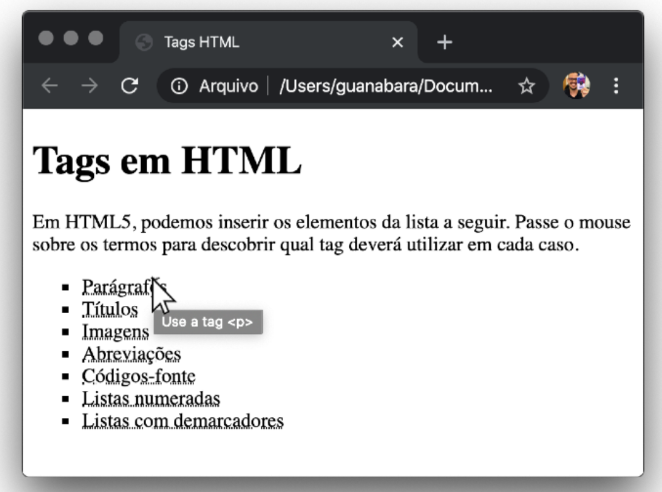 Tags HTML
Arquivo | /Users/guanabara/Docum...
Tags em HTML
Em HTML5, podemos inserir os elementos da lista a seguir. Passe o mouse
sobre os termos para descobrir qual tag deverá utilizar em cada caso.
Parágrafos
Títulos
Use a tag <p>
Imagens
Abreviações
Códigos-fonte
Listas numeradas
Listas com demarcadores